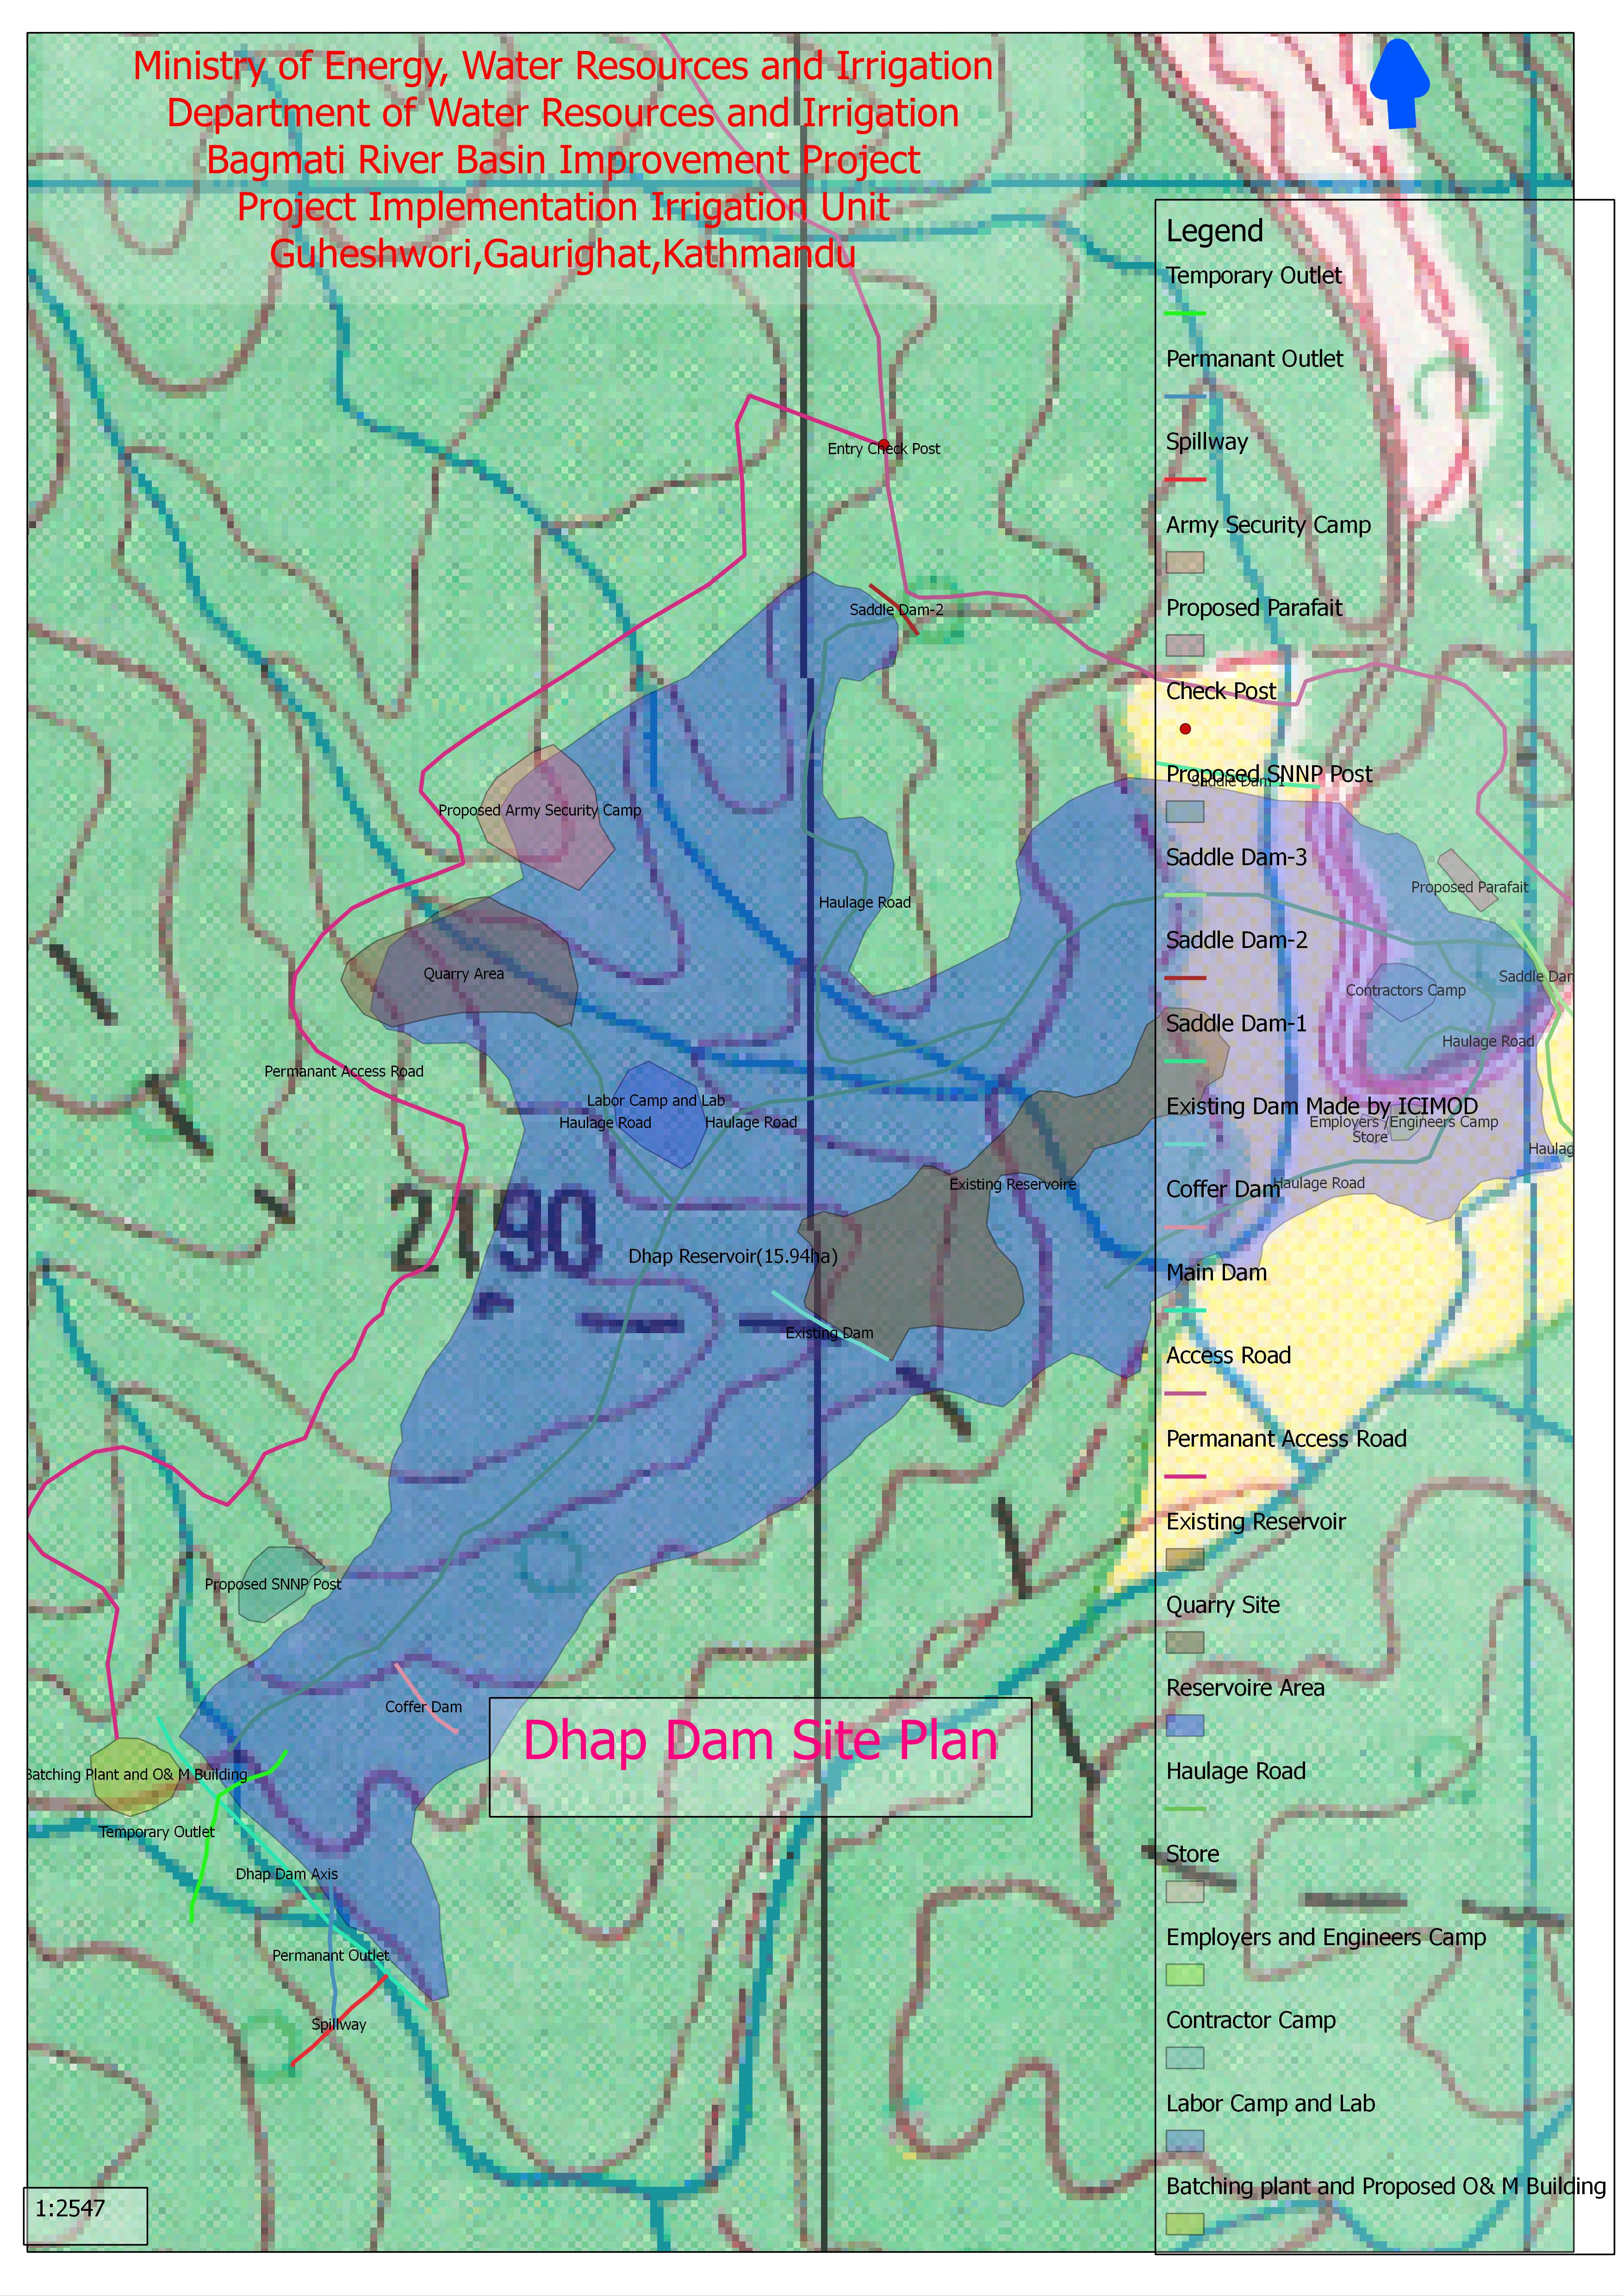 Ministry of Energy, Water Resources and Irrigation
Department of Water Resources and Irrigation
Bagmati River Basin Improvement Project
Project Implementation Irrigation Unit
Guheshwori,Gaurighat,Kathmandu
Entry Check Post
Saddle Dam-2
Proposed Army Security Camp
Haulage Road
Quarry Area
Permanant Access Road
Labor Camp and Lab
Haulage Road
Haulage Road
Existing Reservoire
2190
Dhap Reservoir(15.94ha)
Existing Dam
Proposed SNNP Post
Coffer Dam
Dhap Dam Site Plan
Batching Plant and O& M Building
Temporary Outlet
Dhap Dam Axis
Permanant Outlet
Spillway
1:2547
Saddle Dam-1
Proposed Parafait
Saddle Dam
Contractors Camp
Haulage Road
Employers /Engineers Camp
Store
Haulag
Haulage Road
Legend
Temporary Outlet
Permanant Outlet
Spillway
Army Security Camp
Proposed Parafait
Check Post
Proposed SNNP Post
Saddle Dam-3
Saddle Dam-2
Saddle Dam-1
Existing Dam Made by ICIMOD
Coffer Dam
Main Dam
Access Road
Permanant Access Road
Existing Reservoir
Quarry Site
Reservoire Area
Haulage Road
Store
Employers and Engineers Camp
Contractor Camp
Labor Camp and Lab
Batching plant and Proposed O& M Building